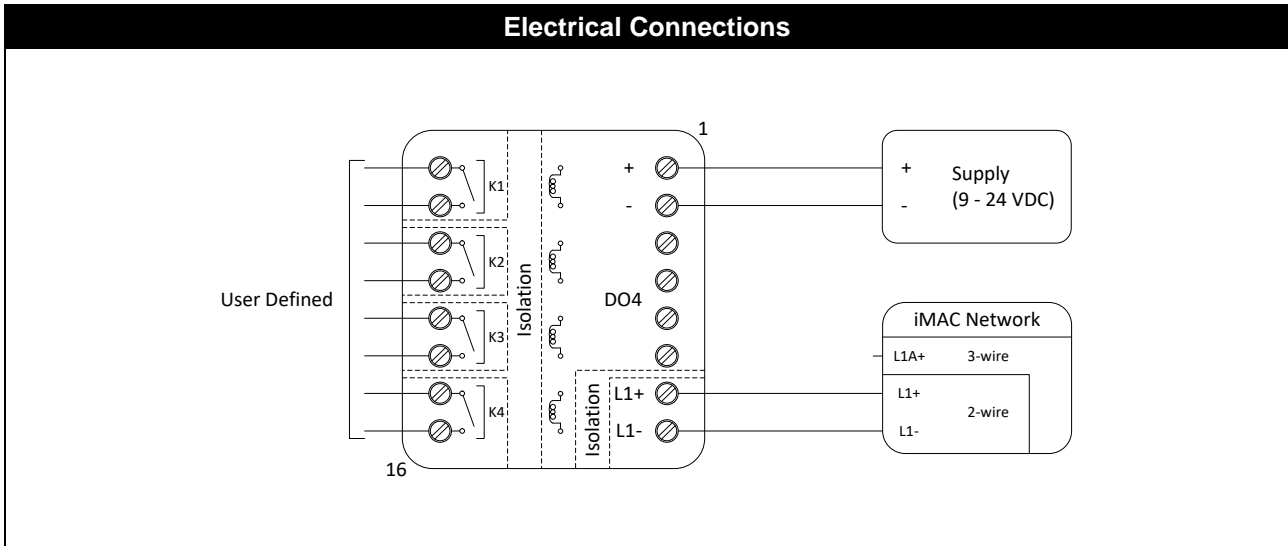 Electrical Connections
1
+
-
DO4
L1+
L1-
Isolation
Isolation
K1
K2
K3
K4
User Defined
16
+
-
Supply
(9 - 24 VDC)
iMAC Network
L1A+ 3-wire
L1+
2-wire
L1-